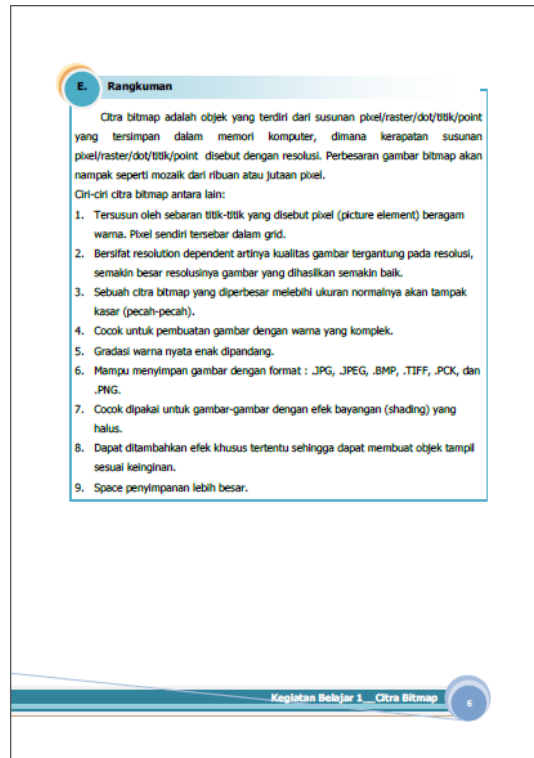 E. Rangkuman
Citra bitmap adalah objek yang terdiri dari susunan pixel/raster/dot/titik/point
yang tersimpan dalam memori komputer, dimana kerapatan susunan
pixel/raster/dot/titik/point disebut dengan resolusi. Perbesaran gambar bitmap akan
nampak seperti mozaik dari ribuan atau jutaan pixel.
Ciri-ciri citra bitmap antara lain:
1. Tersusun oleh sebaran titik-titik yang disebut pixel (picture element) beragam
warna. Pixel sendiri tersebar dalam grid.
2. Bersifat resolution dependent artinya kualitas gambar tergantung pada resolusi,
semakin besar resolusinya gambar yang dihasilkan semakin baik.
3. Sebuah citra bitmap yang diperbesar melebihi ukuran normalnya akan tampak
kasar (pecah-pecah).
4. Cocok untuk pembuatan gambar dengan warna yang komplek.
5. Gradasi warna nyata enak dipandang.
6. Mampu menyimpan gambar dengan format : .JPG, .JPEG, .BMP, .TIFF, .PCK, dan
.PNG.
7. Cocok dipakai untuk gambar-gambar dengan efek bayangan (shading) yang
halus.
8. Dapat ditambahkan efek khusus tertentu sehingga dapat membuat objek tampil
sesuai keinginan.
9. Space penyimpanan lebih besar.
Kegiatan Belajar 1__Citra Bitmap
6